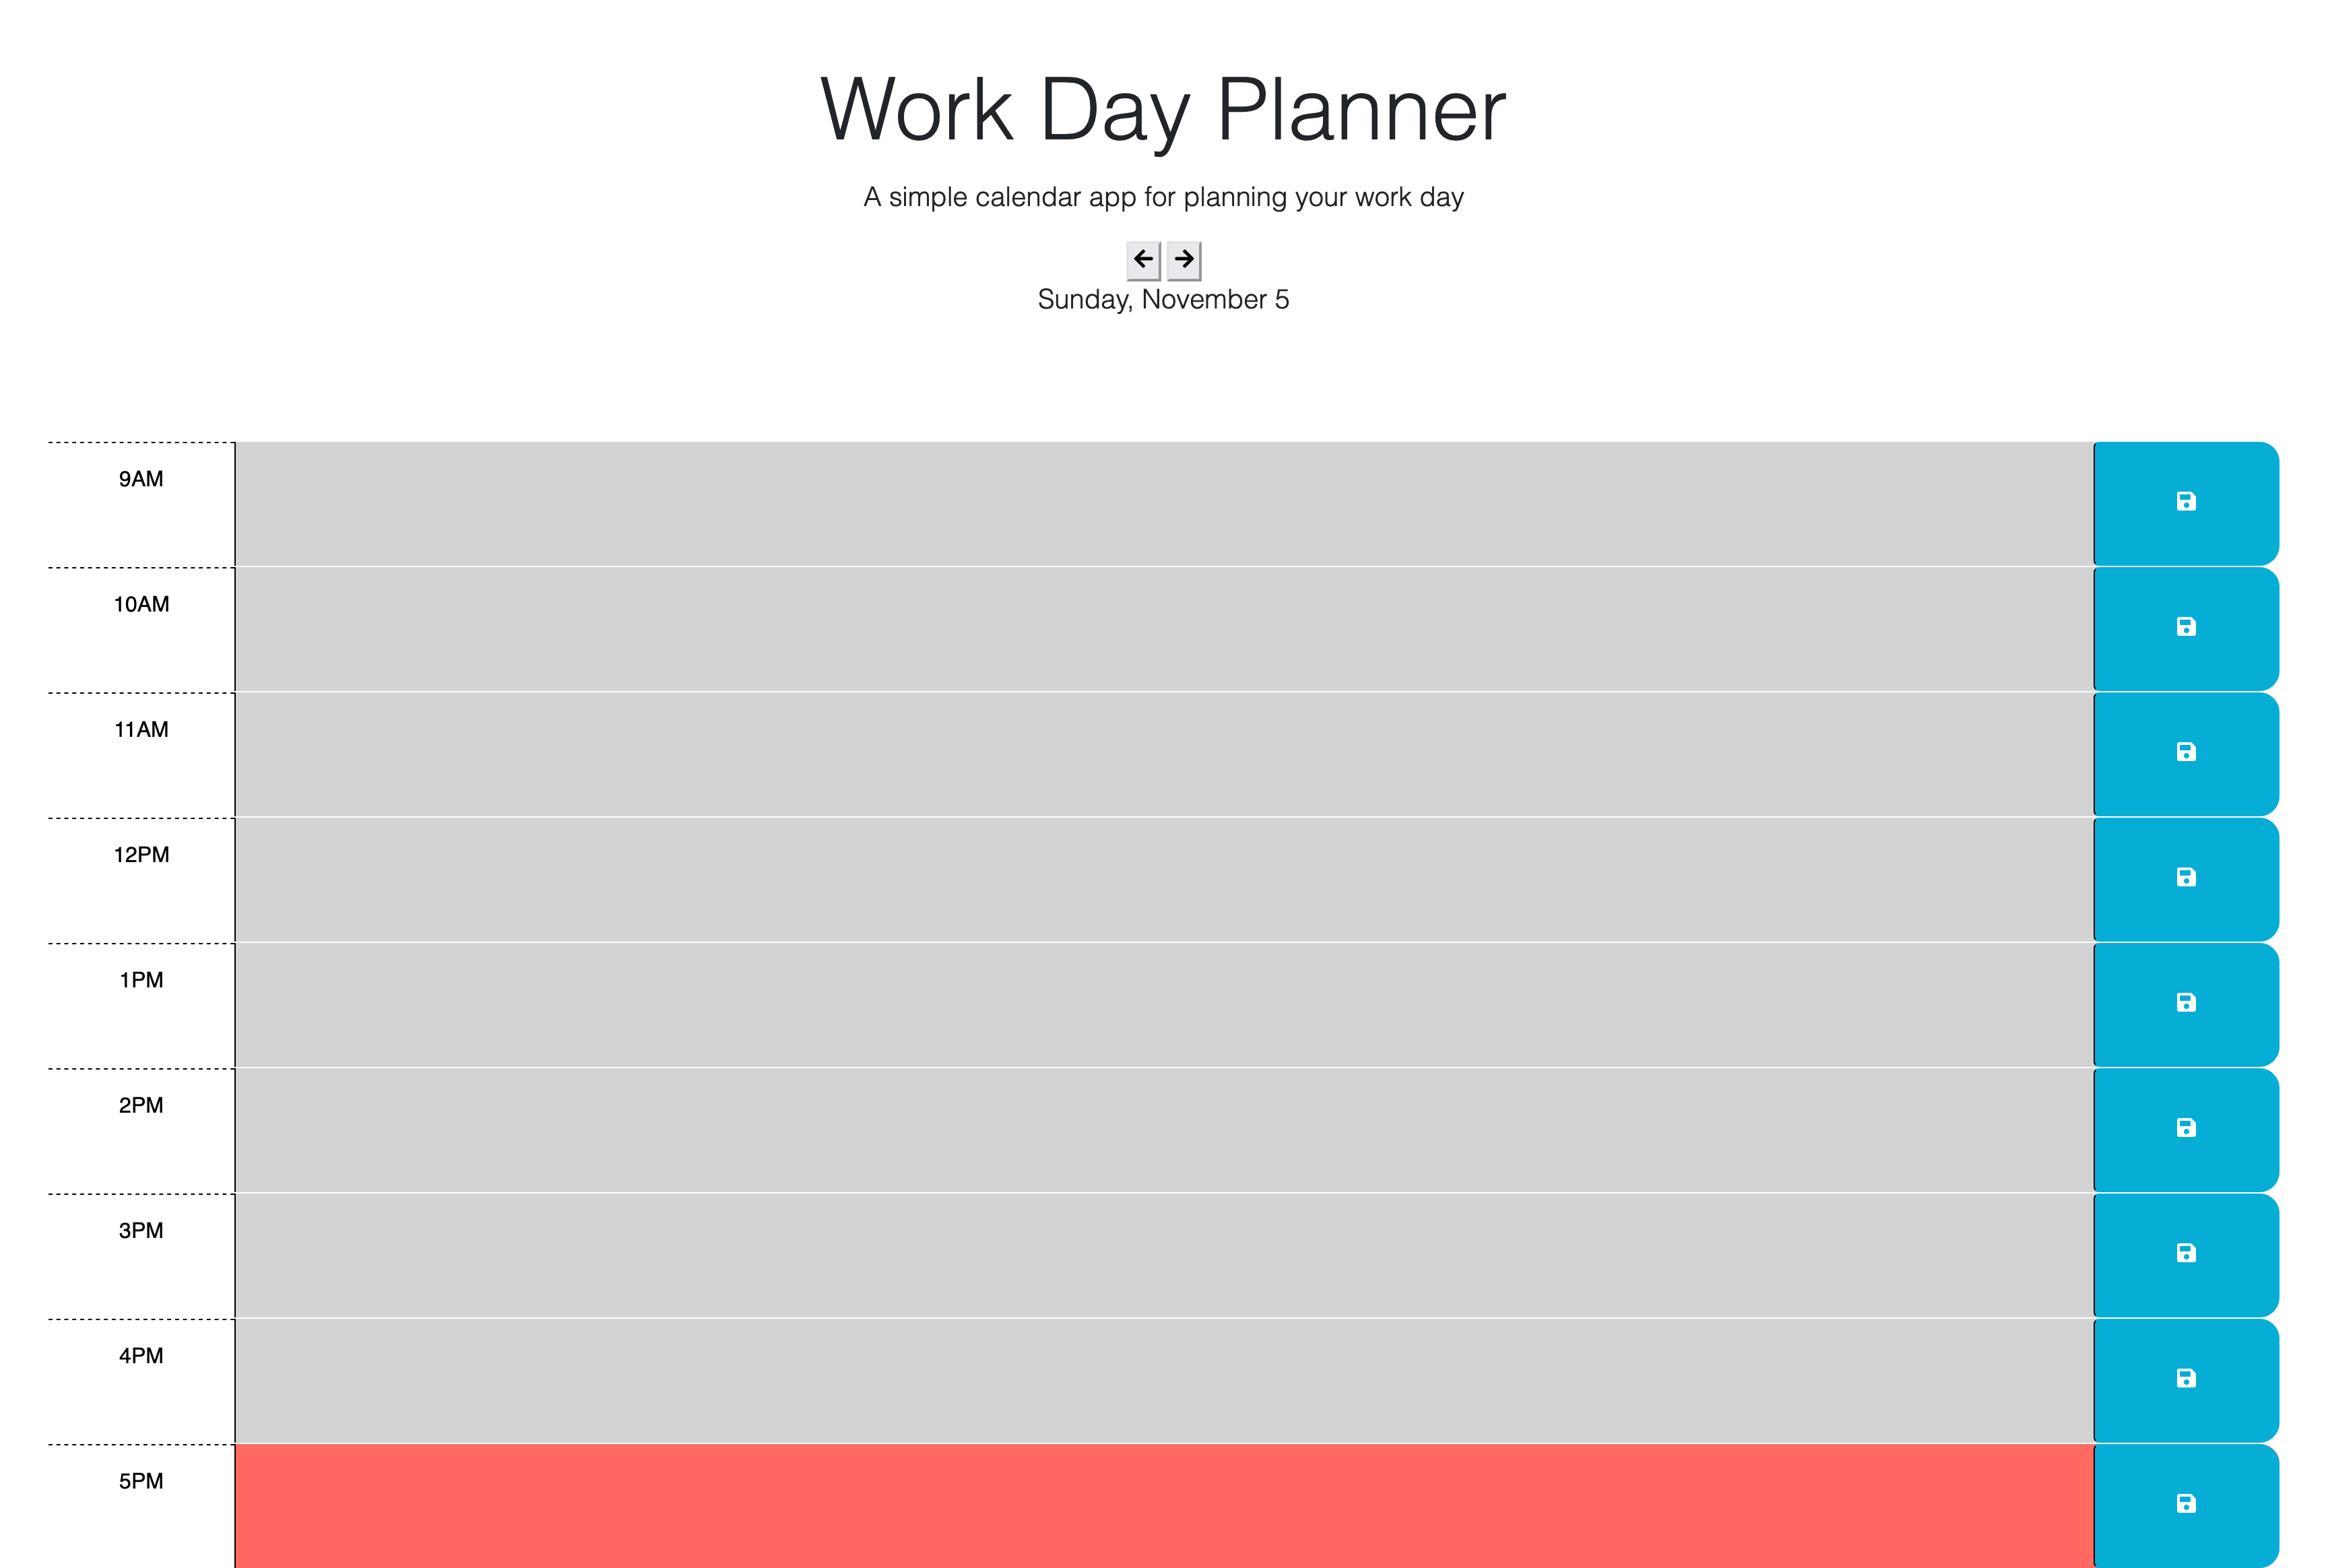 Work Day Planner
A simple calendar app for planning your work day
Sunday, November 5
9AM
10AM
11AM
12PM
1PM
2PM
3PM
4PM
5PM